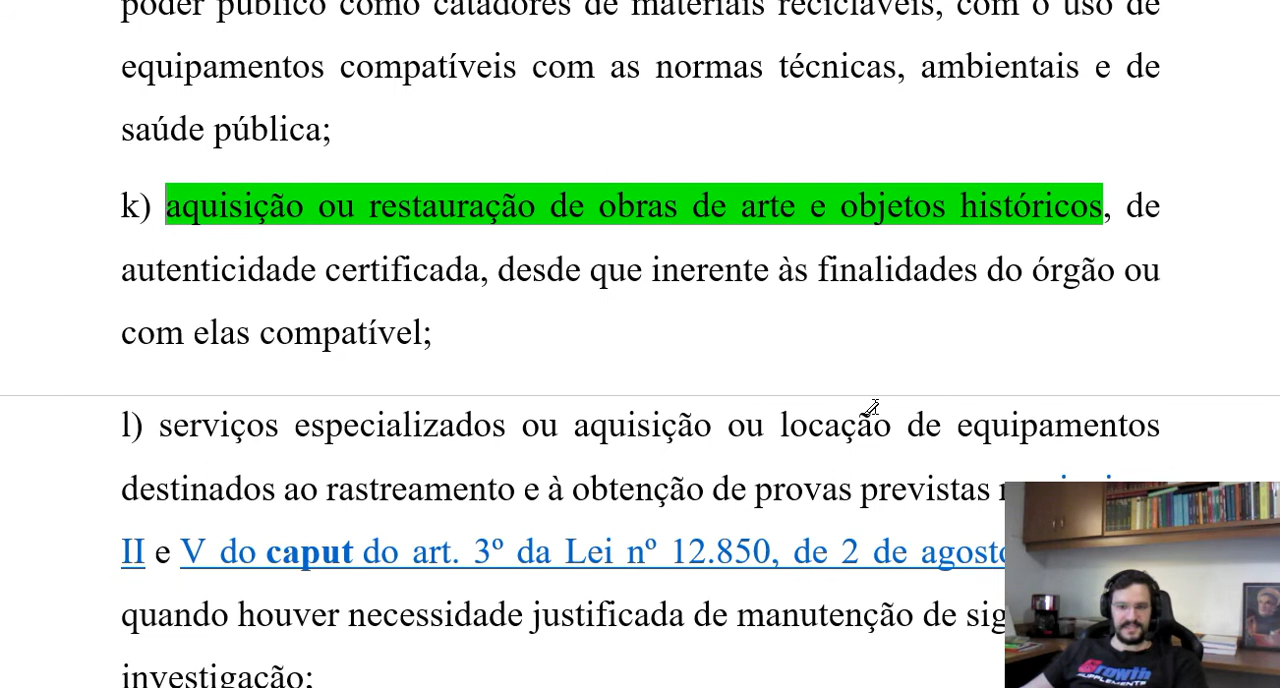 poder público como catadores de materiais recicláveis, com o uso de
equipamentos compatíveis com as normas técnicas, ambientais e de
saúde pública;
k) aquisição ou restauração de obras de arte e objetos históricos, de
autenticidade certificada, desde que inerente às finalidades do órgão ou
com elas compatível;
l) serviços especializados ou aquisição ou locação de equipamentos
destinados ao rastreamento e à obtenção de provas previstas
II e V do caput do art. 3º da Lei nº 12.850, de 2 de agosto
quando houver necessidade justificada de manutenção de sig
investigação;
Growth
SUPPLEMENTS